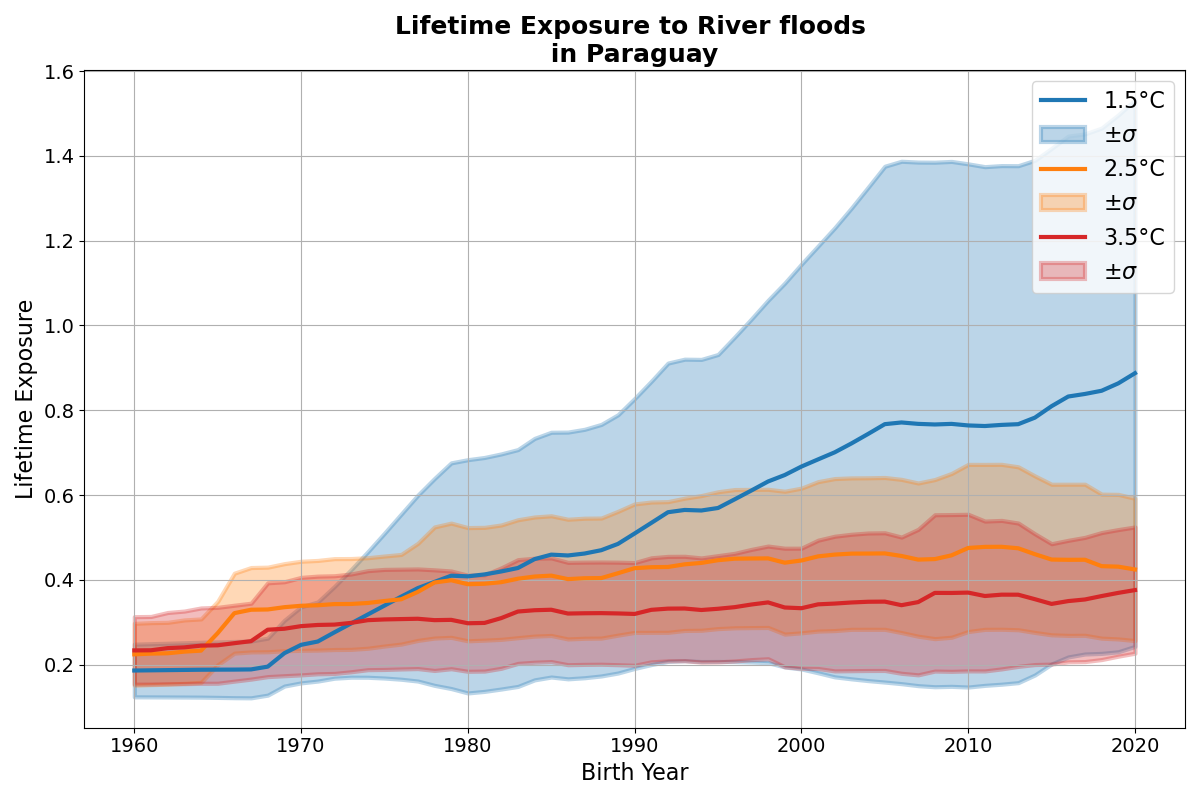 Lifetime Exposure to River floods
in Paraguay
1.6
1.4
1.2
1.0
0.8
0.6
0.4
0.2
Lifetime Exposure
1.5°C
±σ
2.5°C
±σ
3.5°C
±σ
1960 1970 1980 1990 2000 2010 2020
Birth Year